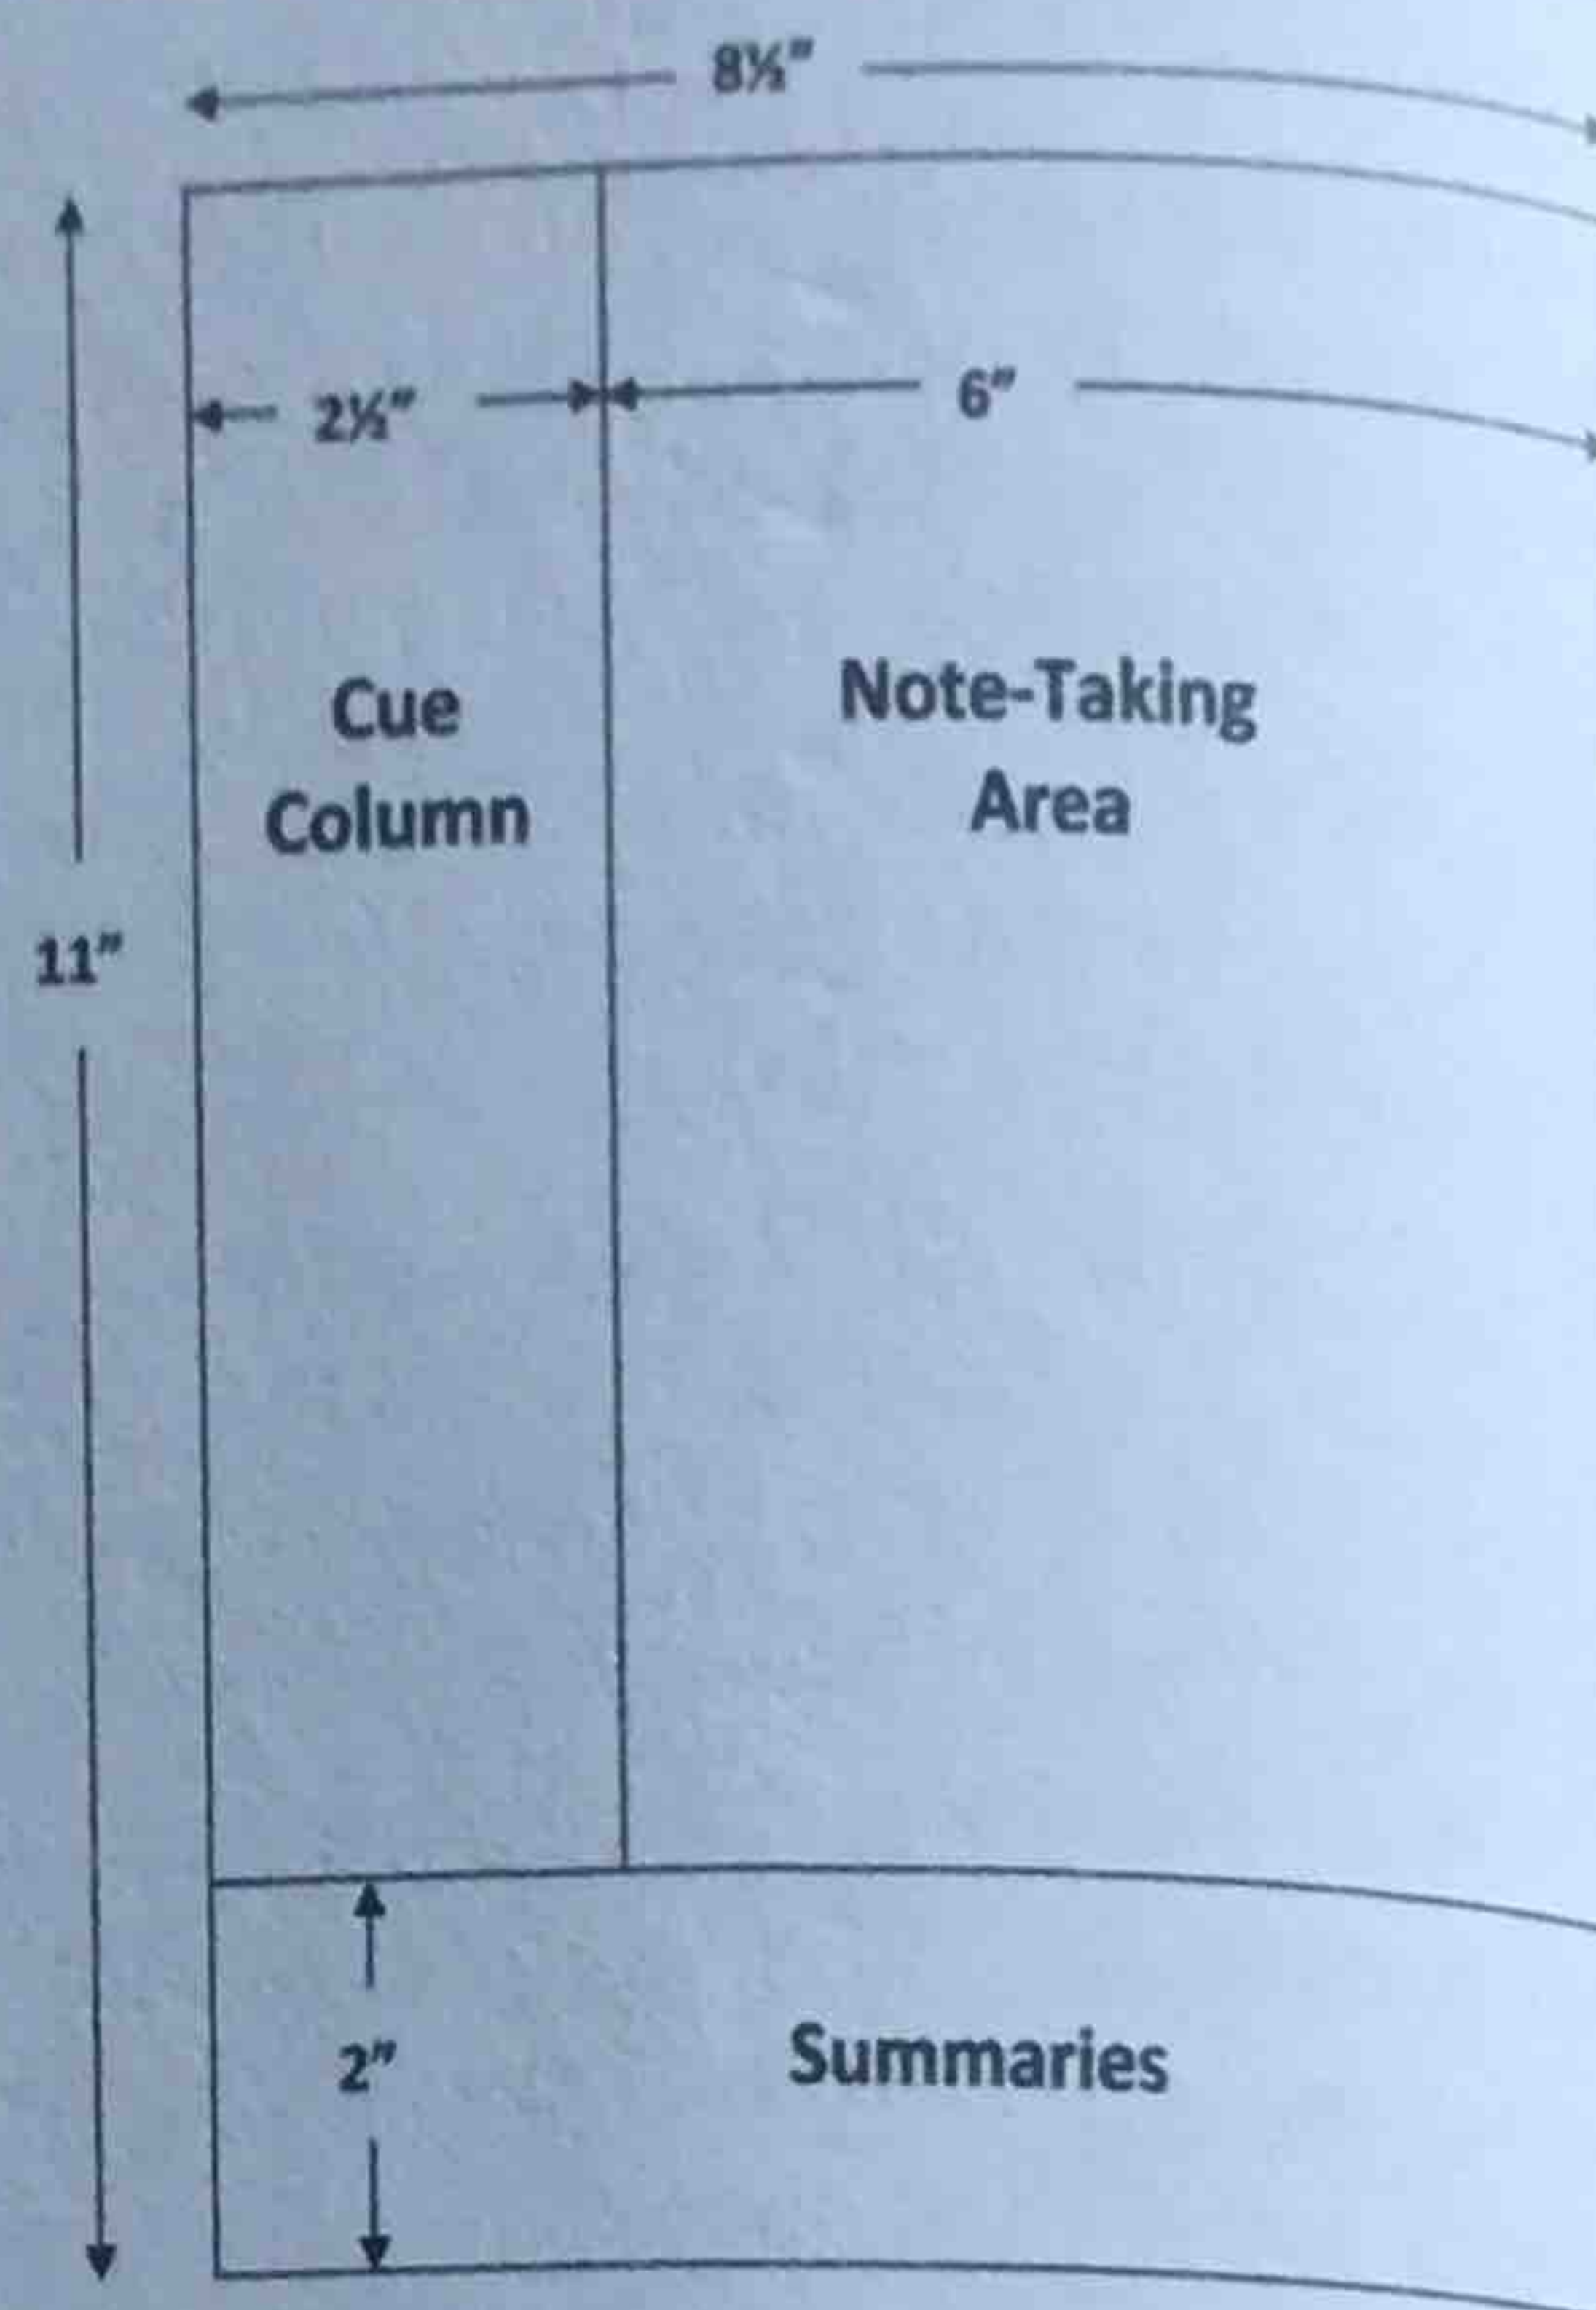 8½”
2½”
6”
Cue
Column
Note-Taking
Area
11”
2”
Summaries